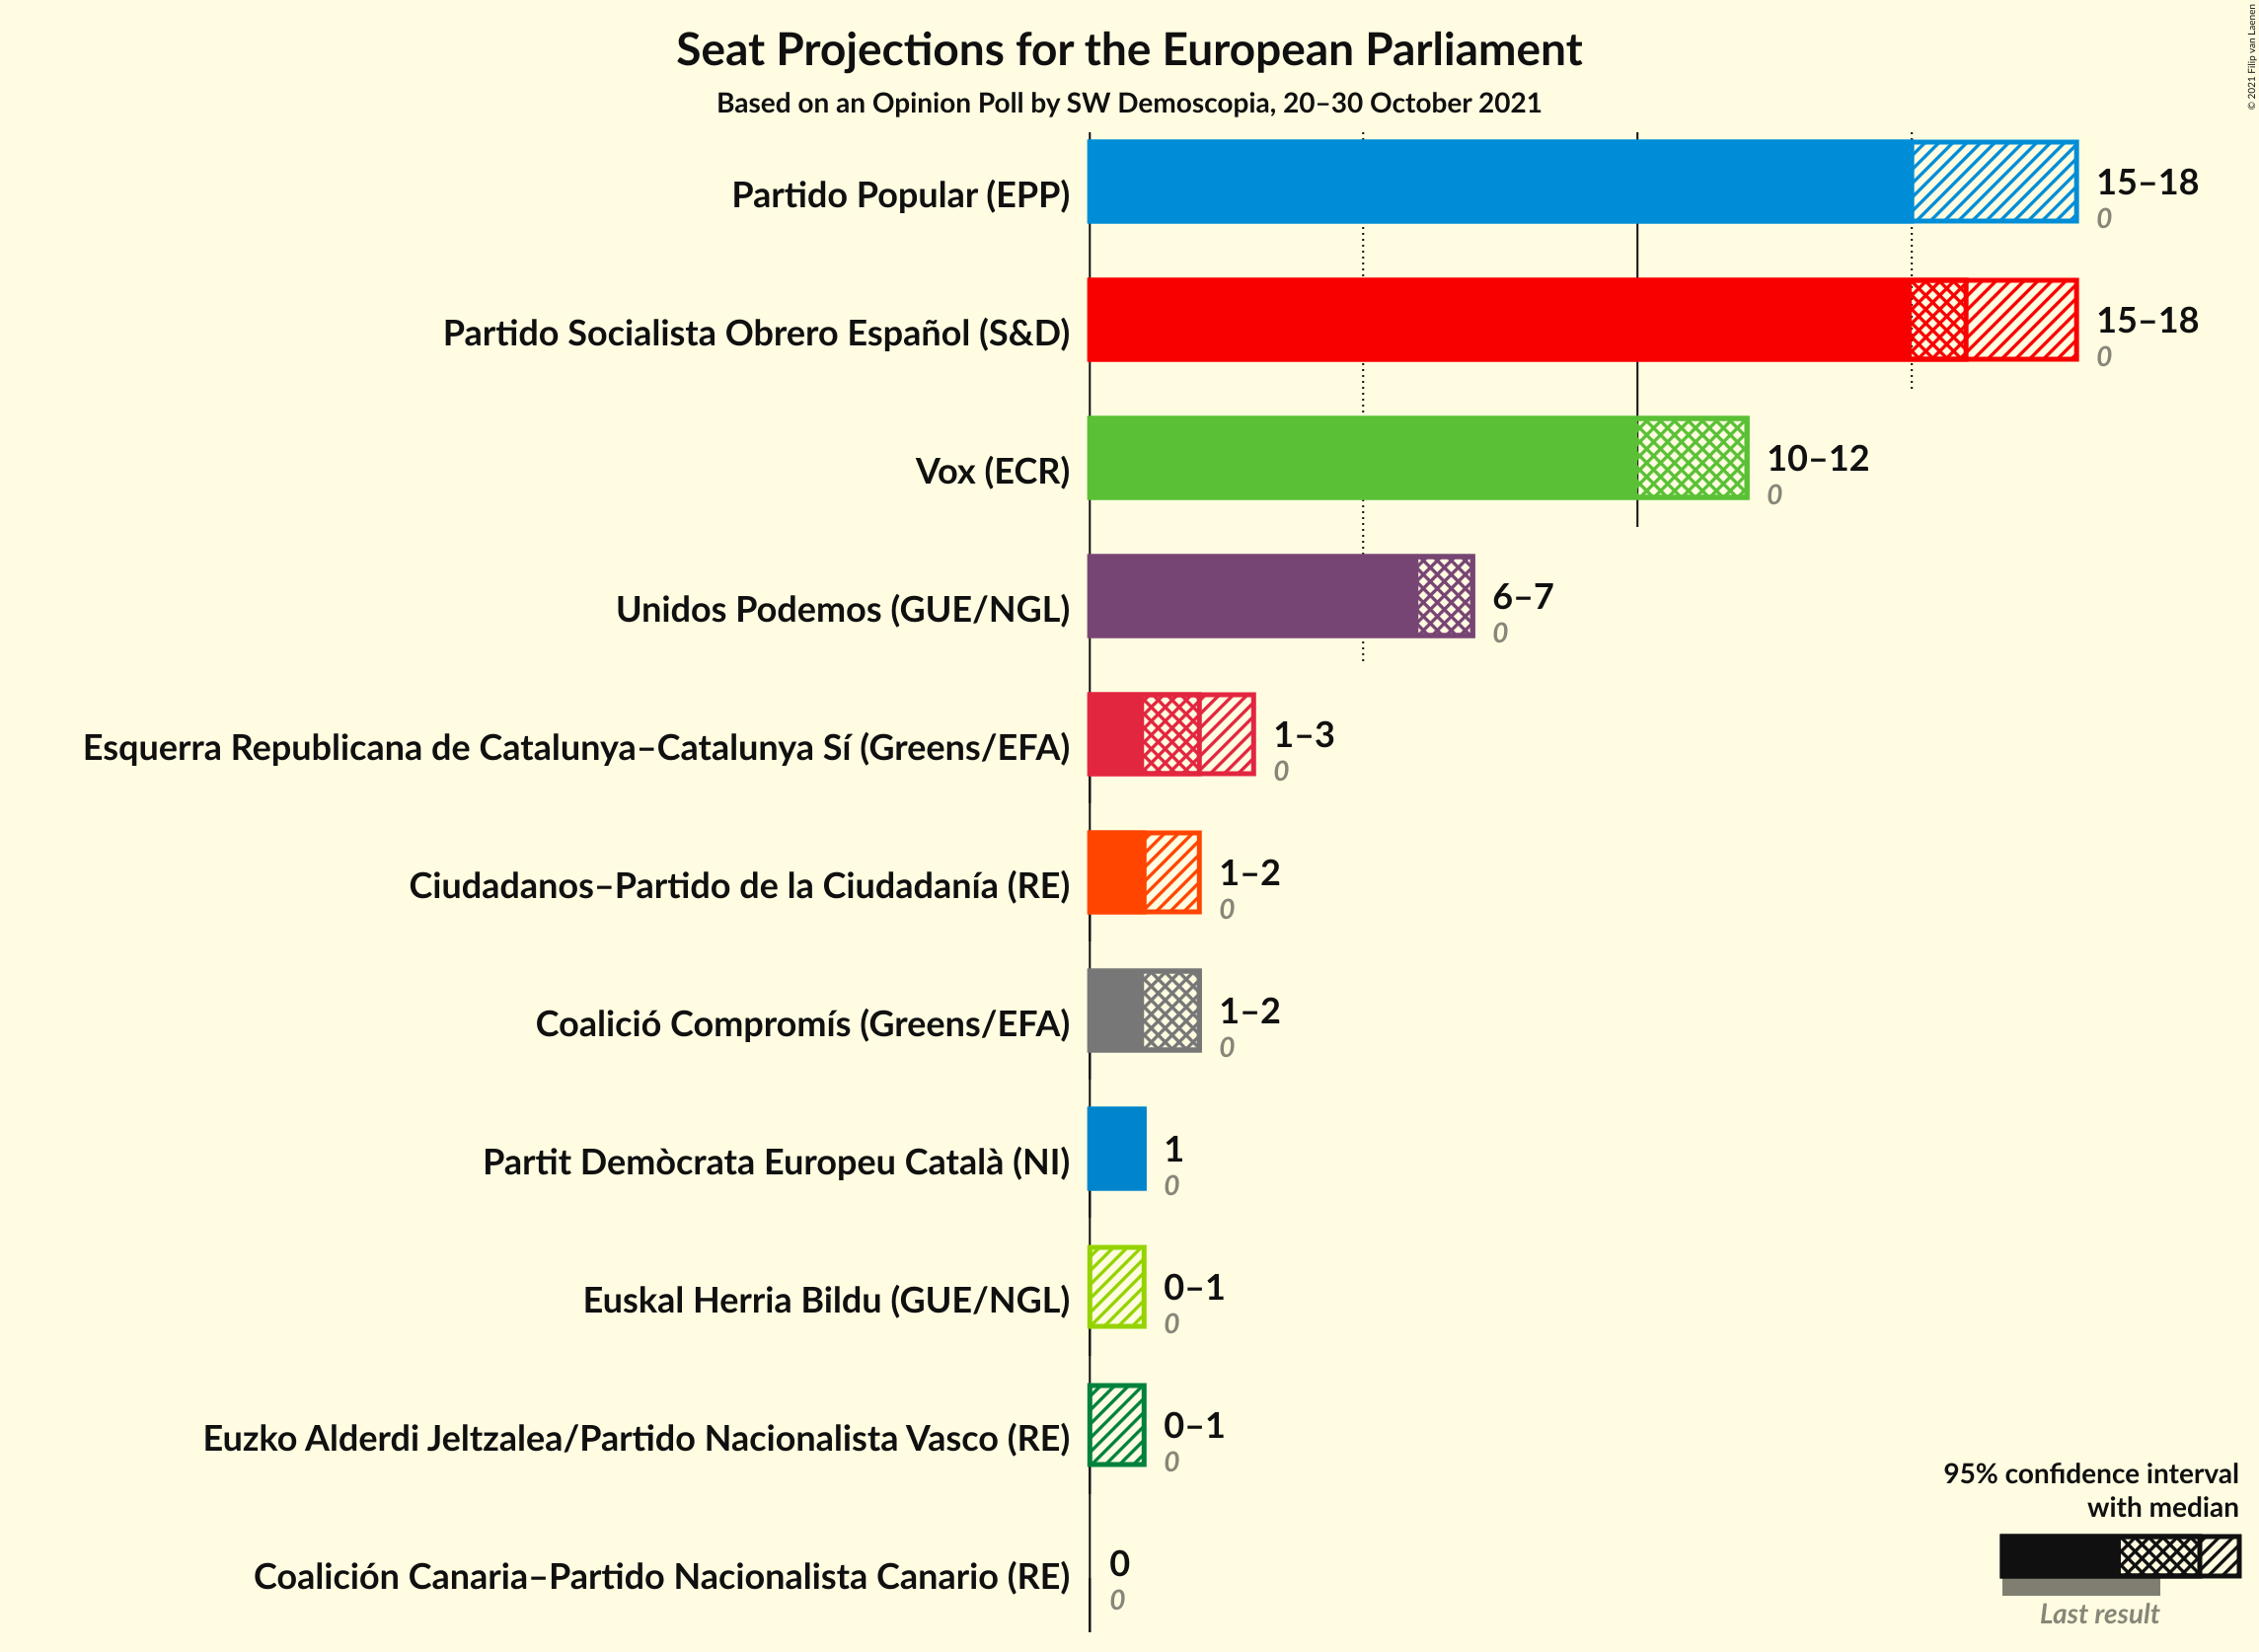 Seat Projections for the European Parliament
Based on an Opinion Poll by SW Demoscopia, 20–30 October 2021
© 2021 Filip van Laenen
Partido Popular (EPP)
15–18
0
Partido Socialista Obrero Español (S&D)
15–18
0
Vox (ECR)
10–12
0
Unidos Podemos (GUE/NGL)
6–7
0
Esquerra Republicana de Catalunya–Catalunya Sí (Greens/EFA)
1–3
0
Ciudadanos–Partido de la Ciudadanía (RE)
1–2
0
Coalició Compromís (Greens/EFA)
1–2
0
Partit Demòcrata Europeu Català (NI)
1
0
Euskal Herria Bildu (GUE/NGL)
0–1
0
Euzko Alderdi Jeltzalea/Partido Nacionalista Vasco (RE)
0–1
0
Coalición Canaria–Partido Nacionalista Canario (RE)
0
0
95% confidence interval
with median
Last result